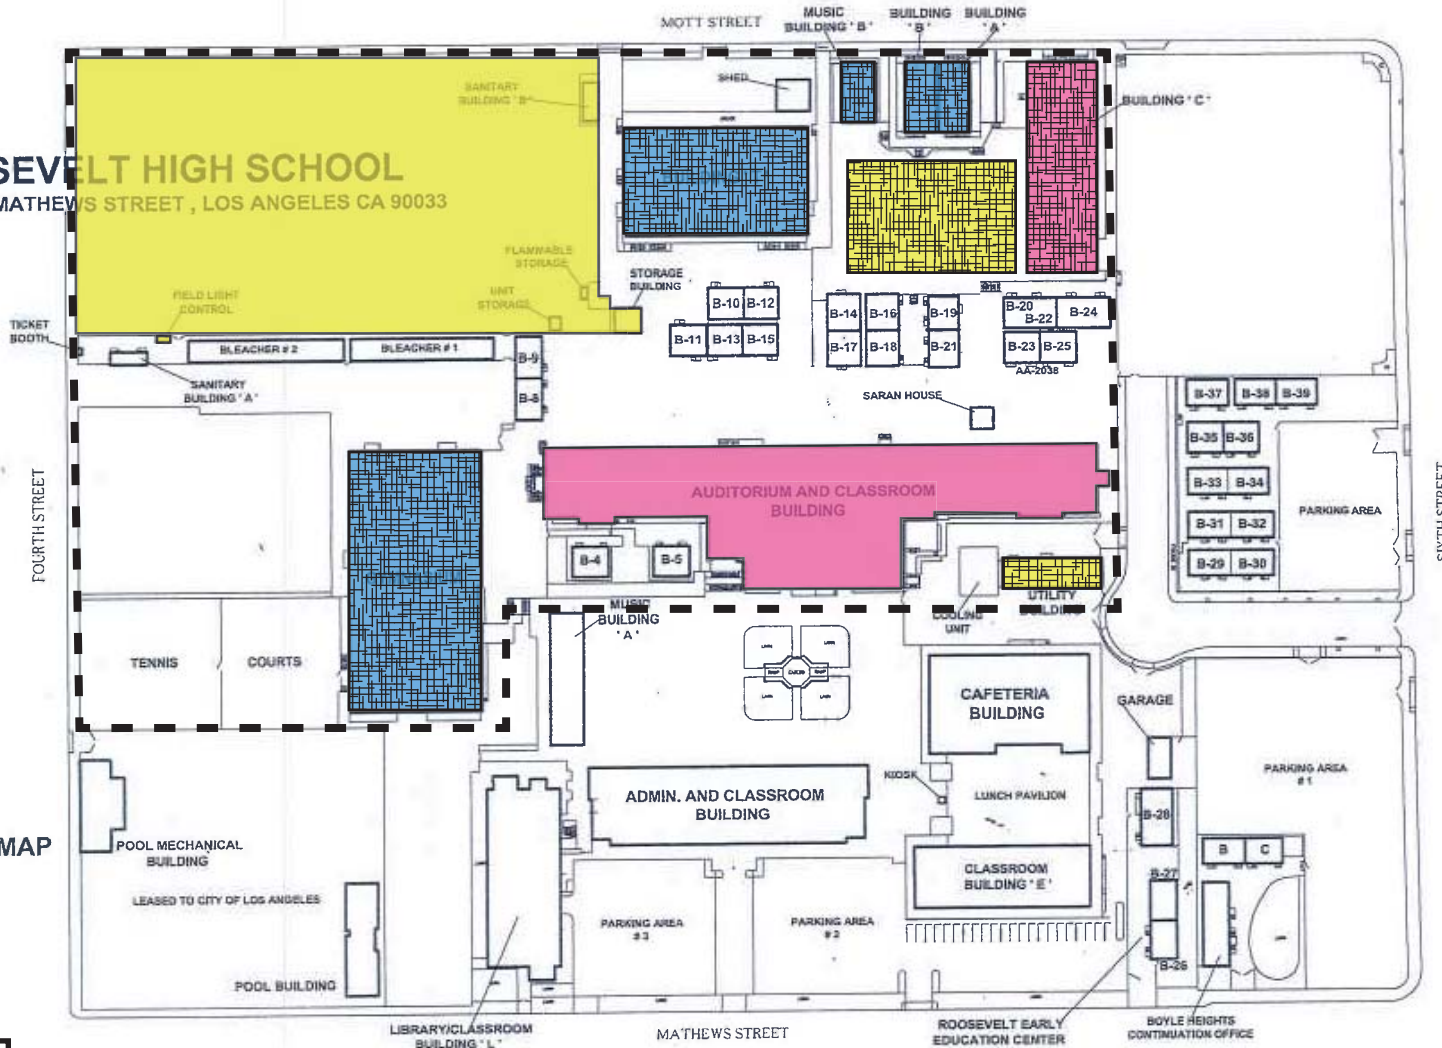 MOTT STREET
MUSIC
BUILDING ' B '
BUILDING
' B '
BUILDING
' A '
SANITARY
BUILDING ' B '
SHED
BUILDING ' C '
SEVELT HIGH SCHOOL
MATHEWS STREET , LOS ANGELES CA 90033
FLAMMABLE
STORAGE
STORAGE
BUILDING
FIELD LIGHT
CONTROL
UNIT
STORAGE
TICKET
BOOTH
BLEACHER # 2
BLEACHER # 1
SANITARY
BUILDING ' A '
B-9
B-8
B-10
B-12
B-11
B-13
B-15
B-14
B-16
B-19
B-17
B-18
B-21
B-20
B-22
B-24
B-23
B-25
AA-2038
SARAN HOUSE
B-37
B-38
B-39
B-35
B-36
B-33
B-34
B-31
B-32
B-29
B-30
PARKING AREA
FOURTH STREET
SIXTH STREET
AUDITORIUM AND CLASSROOM
BUILDING
B-4
B-5
COOLING
UNIT
UTILITY
BUILDING
MUSIC
BUILDING
' A '
TENNIS
COURTS
LAWN
LAWN
LAWN
LAWN
CAFETERIA
BUILDING
GARAGE
KIOSK
LUNCH PAVILION
PARKING AREA
# 1
ADMIN. AND CLASSROOM
BUILDING
B-28
MAP
POOL MECHANICAL
BUILDING
LEASED TO CITY OF LOS ANGELES
POOL BUILDING
CLASSROOM
BUILDING ' E '
B
C
B-27
B-26
PARKING AREA
# 3
PARKING AREA
# 2
LIBRARY/CLASSROOM
BUILDING ' L '
MATHEWS STREET
ROOSEVELT EARLY
EDUCATION CENTER
BOYLE HEIGHTS
CONTINUATION OFFICE